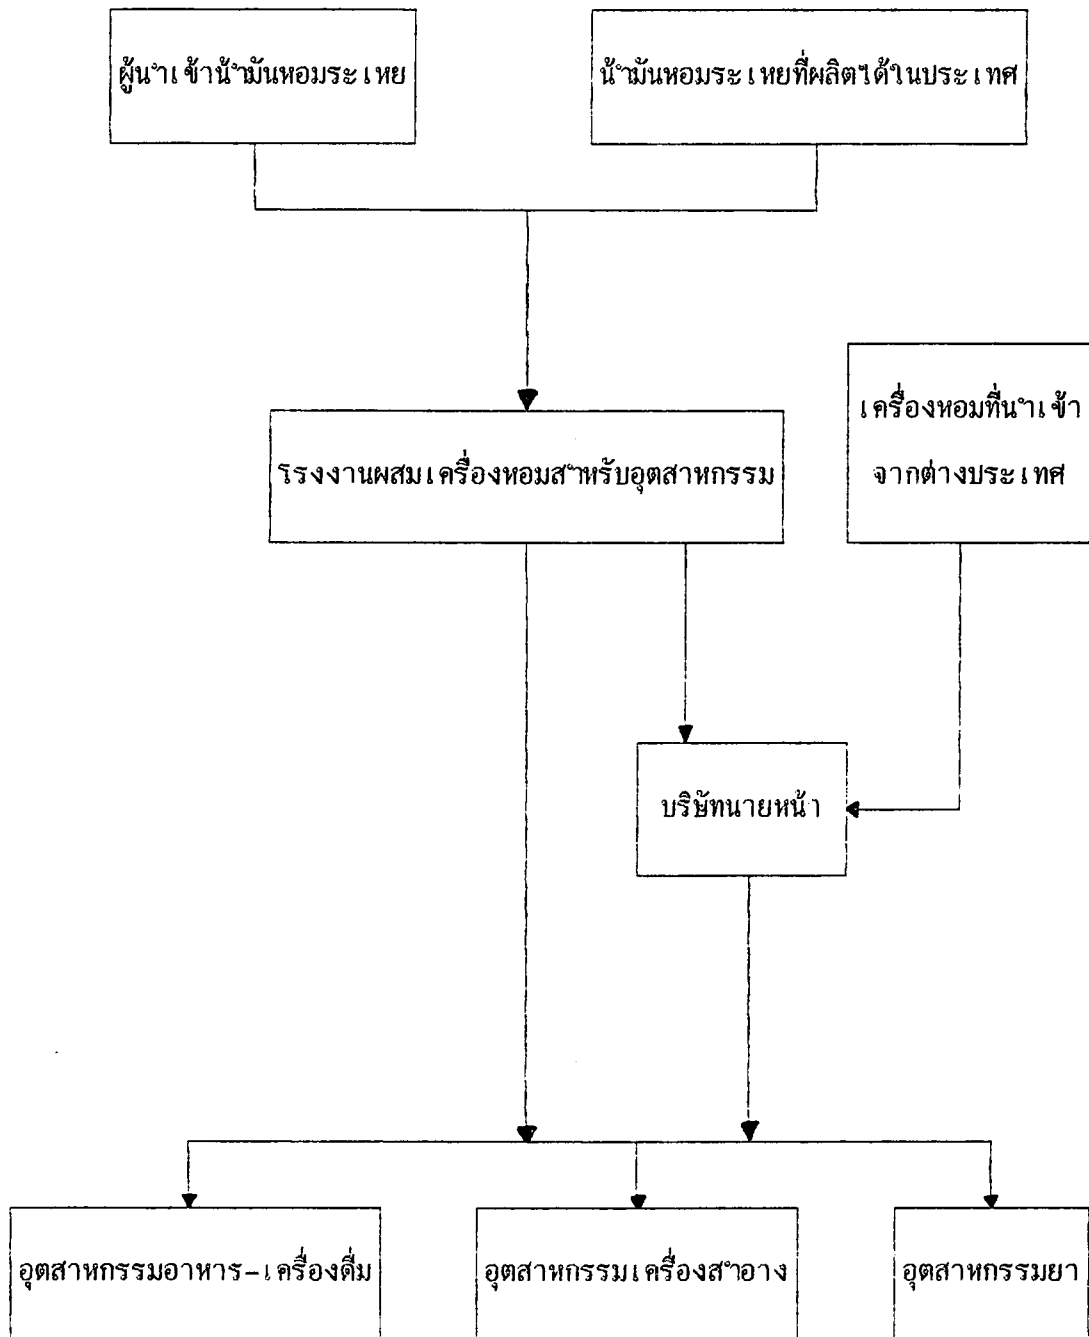 ผู้นำเข้าน้ำมันหอมระเหย
น้ำมันหอมระเหยที่ผลิตได้ในประเทศ
เครื่องหอมที่นำเข้า
จากต่างประเทศ
โรงงานผสมเครื่องหอมสำหรับอุตสาหกรรม
บริษัทนายหน้า
อุตสาหกรรมอาหาร-เครื่องดื่ม
อุตสาหกรรมเครื่องสำอาง
อุตสาหกรรมยา